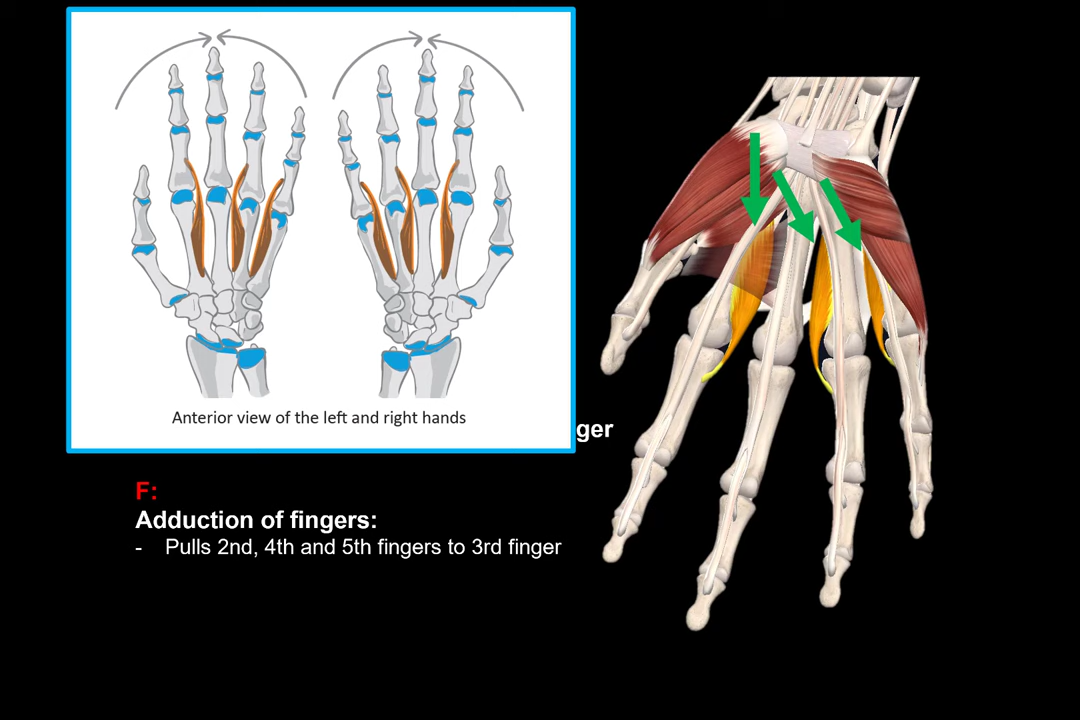 Anterior view of the left and right hands
ger
F:
Adduction of fingers:
- Pulls 2nd, 4th and 5th fingers to 3rd finger